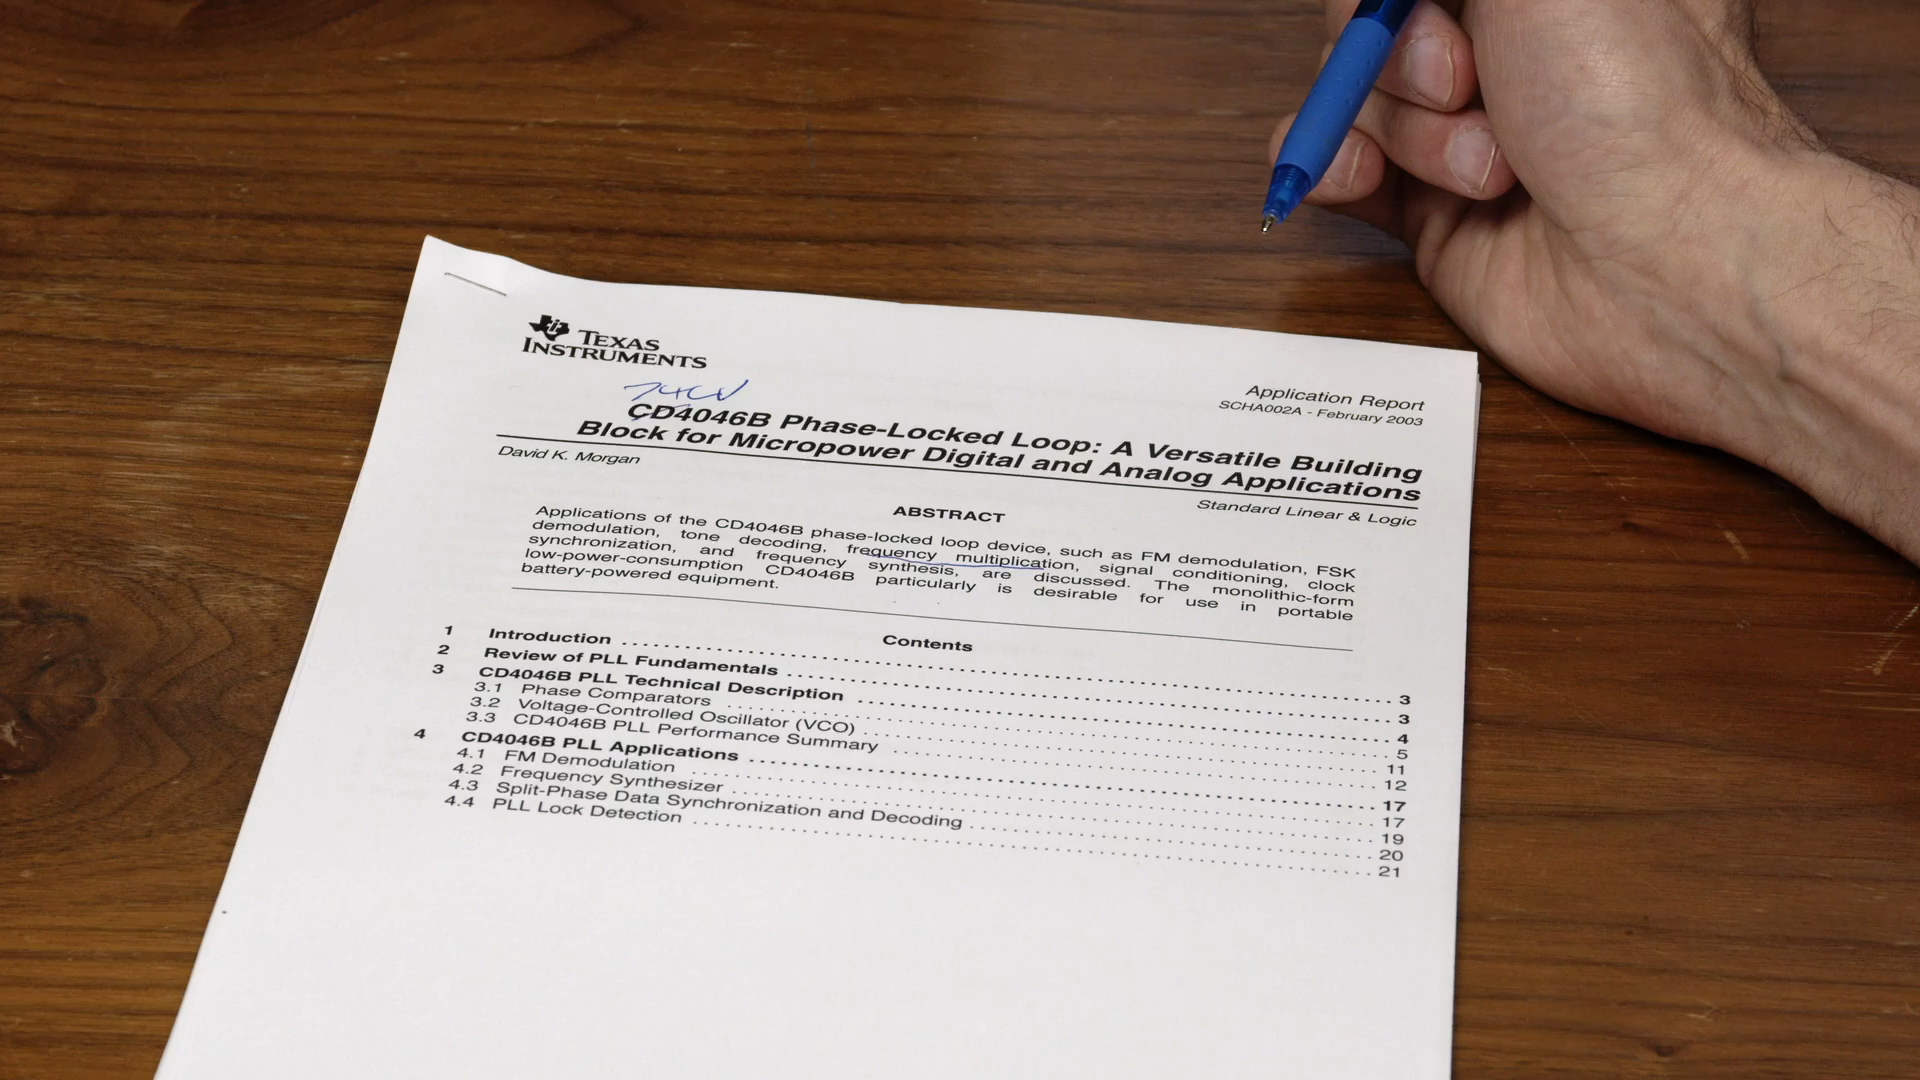 TEXAS
INSTRUMENTS
Application Report
SCHA002A - February 2003
CD4046B Phase-Locked Loop: A Versatile Building
Block for Micropower Digital and Analog Applications
David K. Morgan
Standard Linear & Logic
ABSTRACT
Applications of the CD4046B phase-locked loop device, such as FM demodulation, FSK
demodulation, tone decoding, frequency multiplication, signal conditioning, clock
synchronization, and frequency synthesis, are discussed. The monolithic-form
low-power-consumption CD4046B particularly is desirable for use in portable
battery-powered equipment.
Contents
1 Introduction ........ 3
2 Review of PLL Fundamentals ........ 3
3 CD4046B PLL Technical Description ........ 4
3.1 Phase Comparators ........ 5
3.2 Voltage-Controlled Oscillator (VCO) ........ 11
3.3 CD4046B PLL Performance Summary ........ 12
4 CD4046B PLL Applications ........ 17
4.1 FM Demodulation ........ 17
4.2 Frequency Synthesizer ........ 19
4.3 Split-Phase Data Synchronization and Decoding ........ 20
4.4 PLL Lock Detection ........ 21